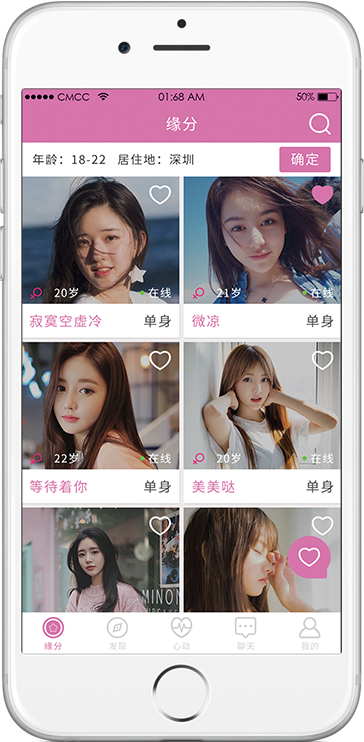 CMCC 01:68 AM 50%
缘分
年龄：18-22 居住地：深圳 确定
20岁 在线 21岁 在线
寂寞空虚冷 单身 微凉 单身
22岁 在线 20岁 在线
等待着你 单身 美美哒 单身
MINON
缘分 发现 心动 聊天 我的